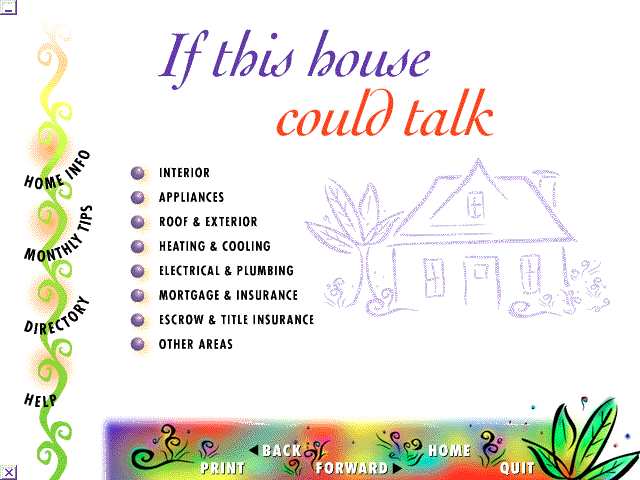 If this house
could talk
HOME INFO
MONTHLY TIPS
DIRECTORY
HELP
INTERIOR
APPLIANCES
ROOF & EXTERIOR
HEATING & COOLING
ELECTRICAL & PLUMBING
MORTGAGE & INSURANCE
ESCROW & TITLE INSURANCE
OTHER AREAS
BACK
HOME
PRINT
FORWARD
QUIT